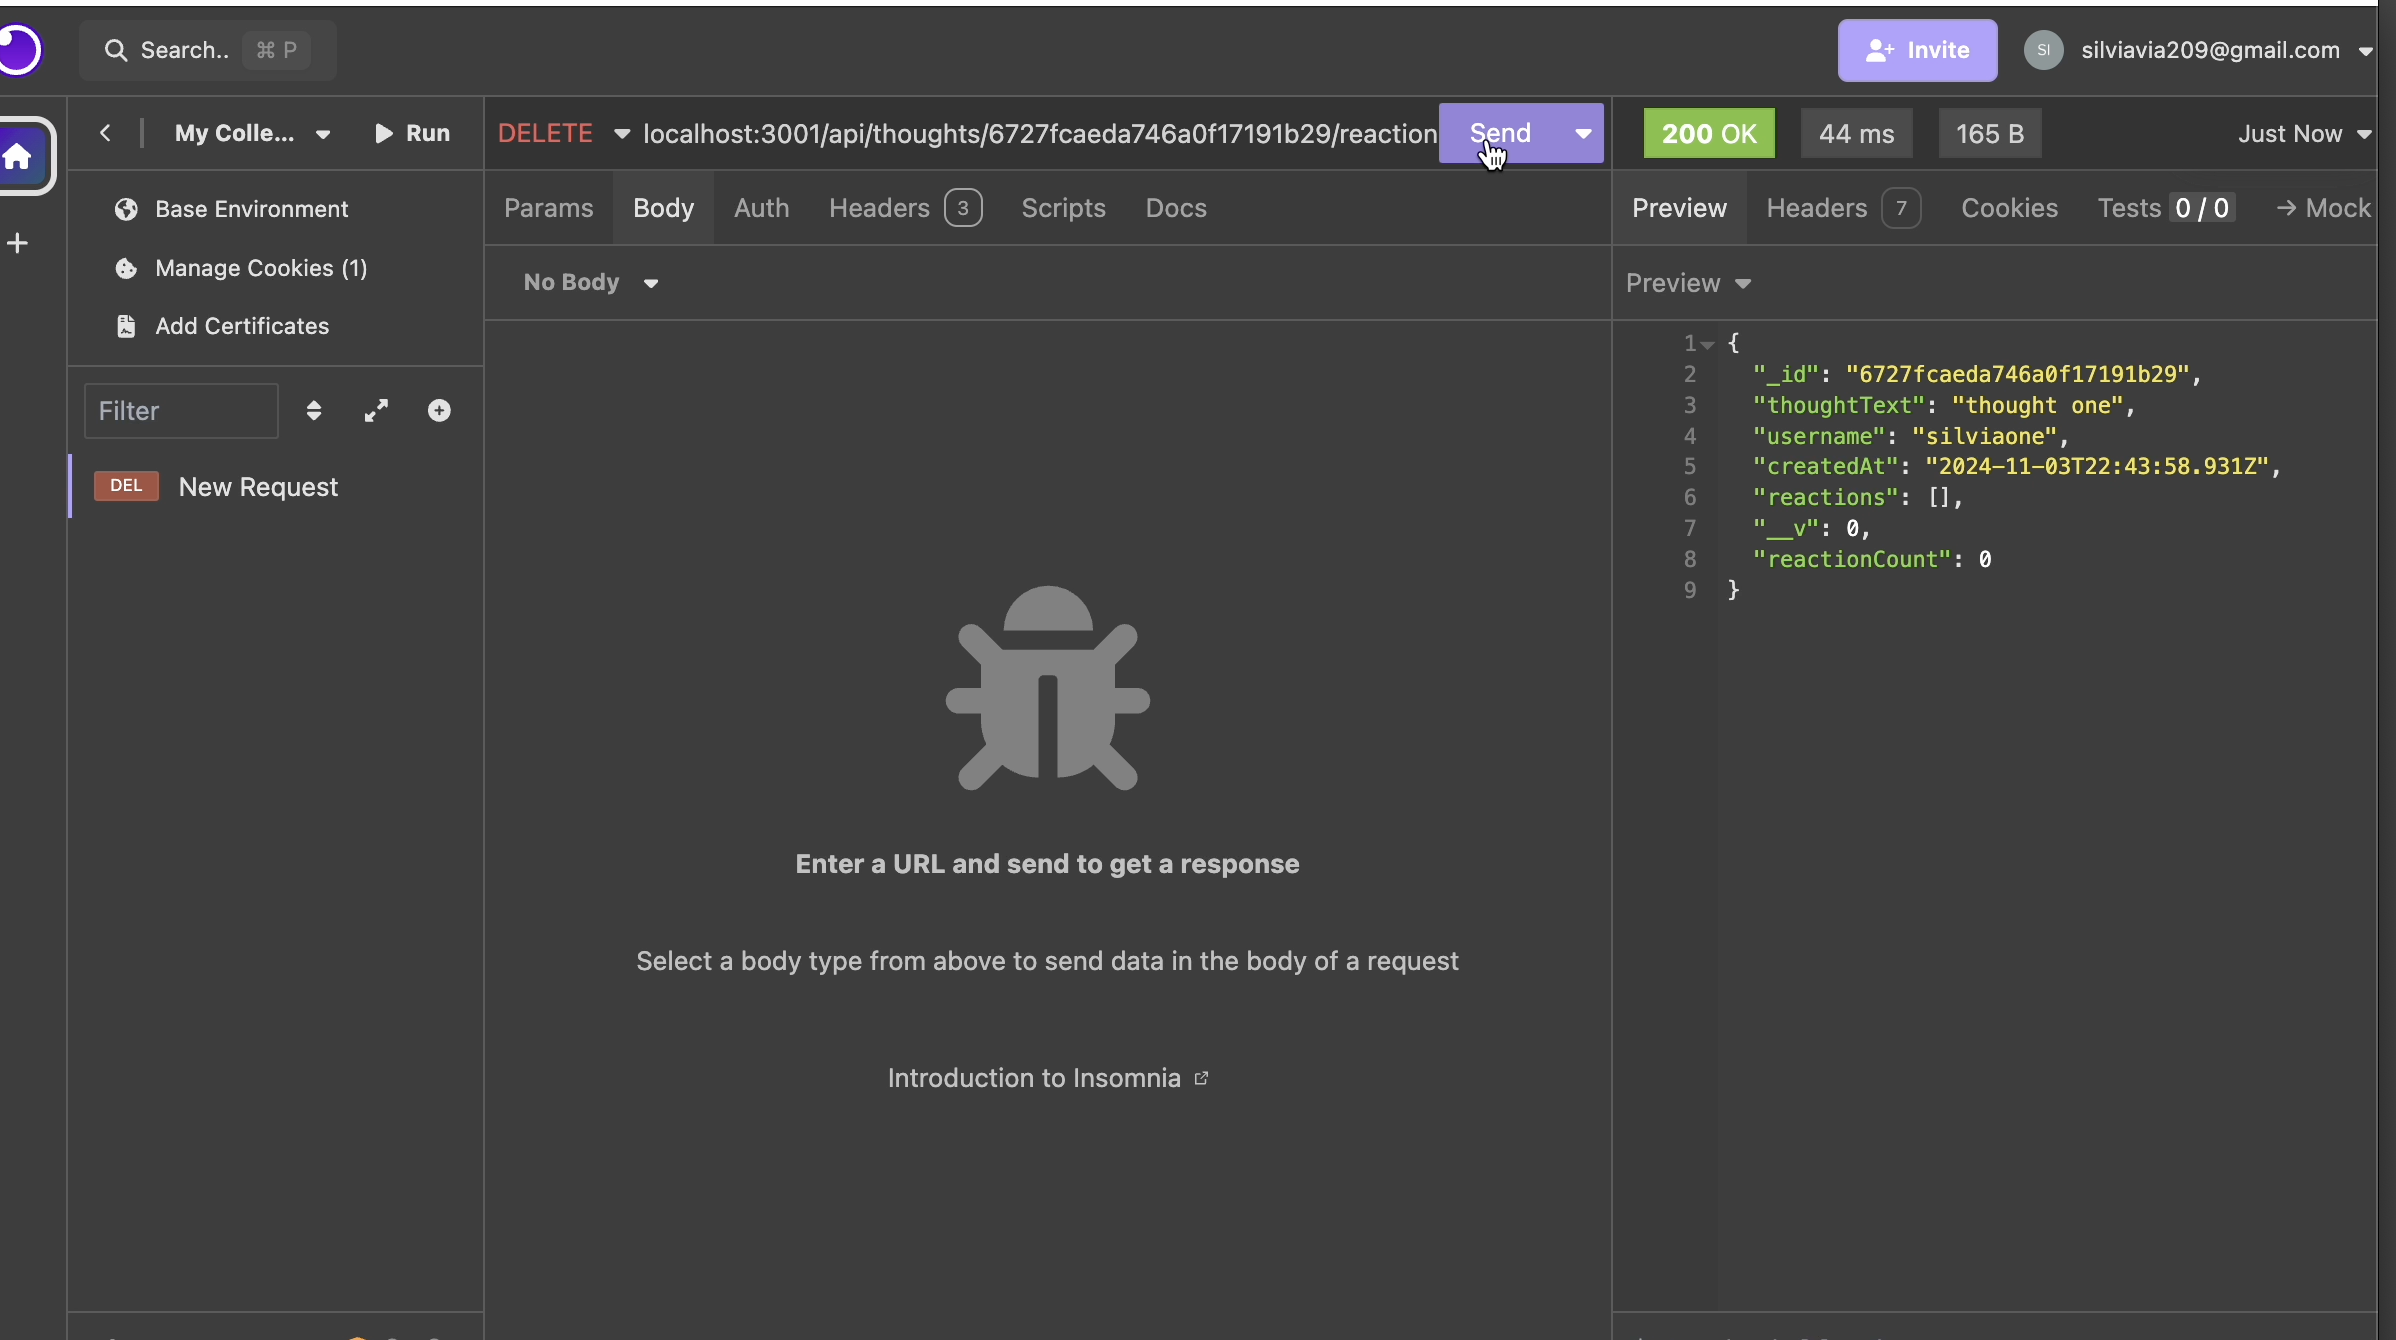 Search.. ⌘ P
Invite
SI
silviavia209@gmail.com
My Colle...
Run
DELETE
localhost:3001/api/thoughts/6727fcaeda746a0f17191b29/reaction
Send
200 OK
44 ms
165 B
Just Now
Base Environment
Manage Cookies (1)
Add Certificates
Filter
DEL New Request
Params
Body
Auth
Headers 3
Scripts
Docs
No Body
Enter a URL and send to get a response
Select a body type from above to send data in the body of a request
Introduction to Insomnia
Preview
Headers 7
Cookies
Tests 0 / 0
→ Mock
Preview
1 {
2 "_id": "6727fcaeda746a0f17191b29",
3 "thoughtText": "thought one",
4 "username": "silviaone",
5 "createdAt": "2024-11-03T22:43:58.931Z",
6 "reactions": [],
7 "__v": 0,
8 "reactionCount": 0
9 }